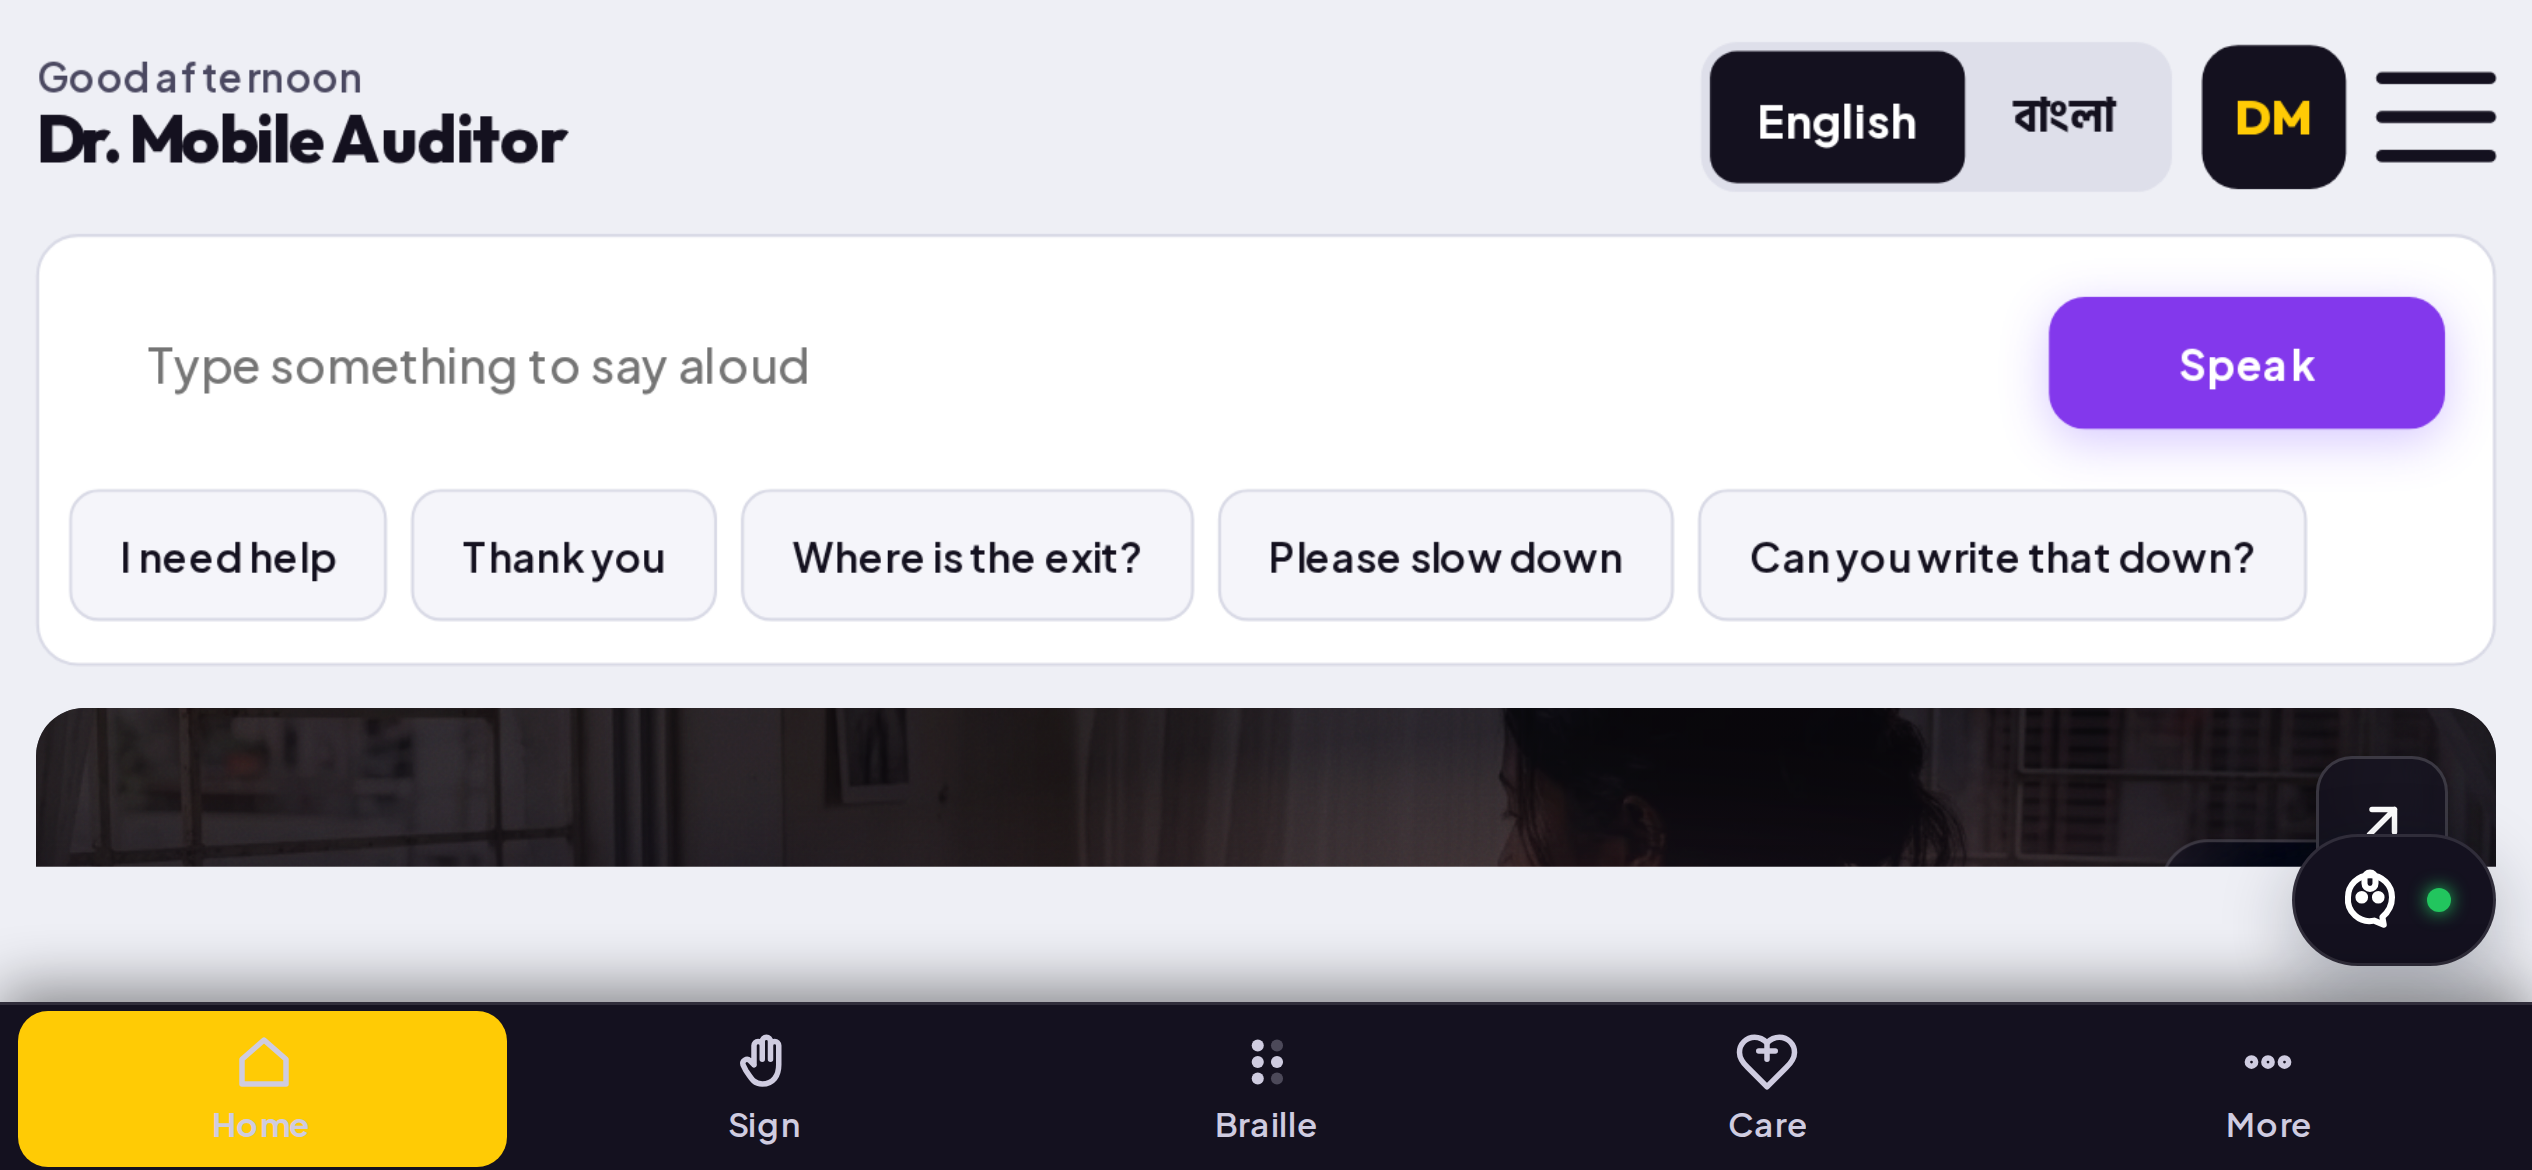 Good afternoon
Dr. Mobile Auditor
English
বাংলা
DM
Type something to say aloud
Speak
I need help
Thank you
Where is the exit?
Please slow down
Can you write that down?
Home
Sign
Braille
Care
More